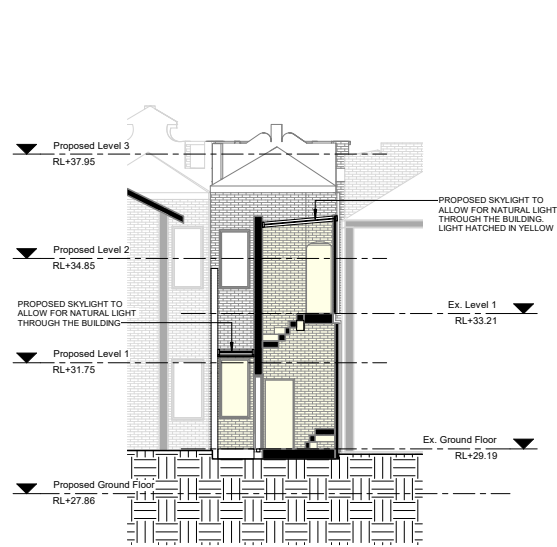 Proposed Level 3
RL+37.95
PROPOSED SKYLIGHT TO
ALLOW FOR NATURAL LIGHT
THROUGH THE BUILDING.
LIGHT HATCHED IN YELLOW
Proposed Level 2
RL+34.85
PROPOSED SKYLIGHT TO
ALLOW FOR NATURAL LIGHT
THROUGH THE BUILDING
Ex. Level 1
RL+33.21
Proposed Level 1
RL+31.75
Ex. Ground Floor
RL+29.19
Proposed Ground Floor
RL+27.86